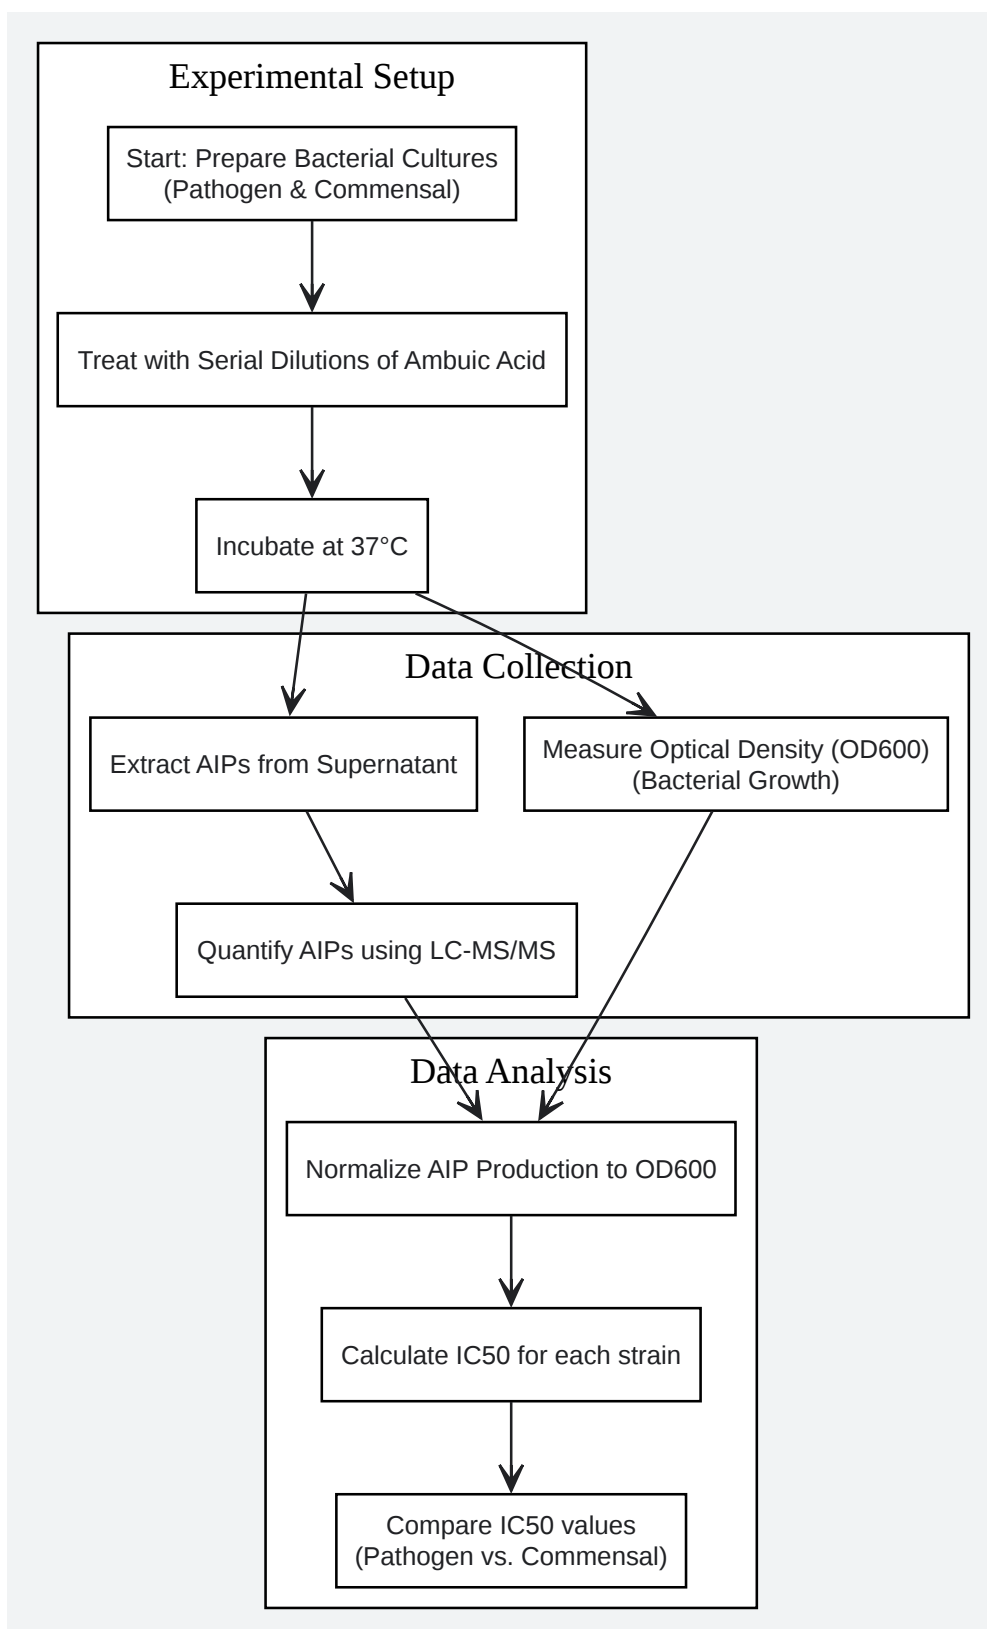 Experimental Setup
Start: Prepare Bacterial Cultures
(Pathogen & Commensal)
Treat with Serial Dilutions of Ambuic Acid
Incubate at 37°C
Data Collection
Extract AIPs from Supernatant
Measure Optical Density (OD600)
(Bacterial Growth)
Quantify AIPs using LC-MS/MS
Data Analysis
Normalize AIP Production to OD600
Calculate IC50 for each strain
Compare IC50 values
(Pathogen vs. Commensal)